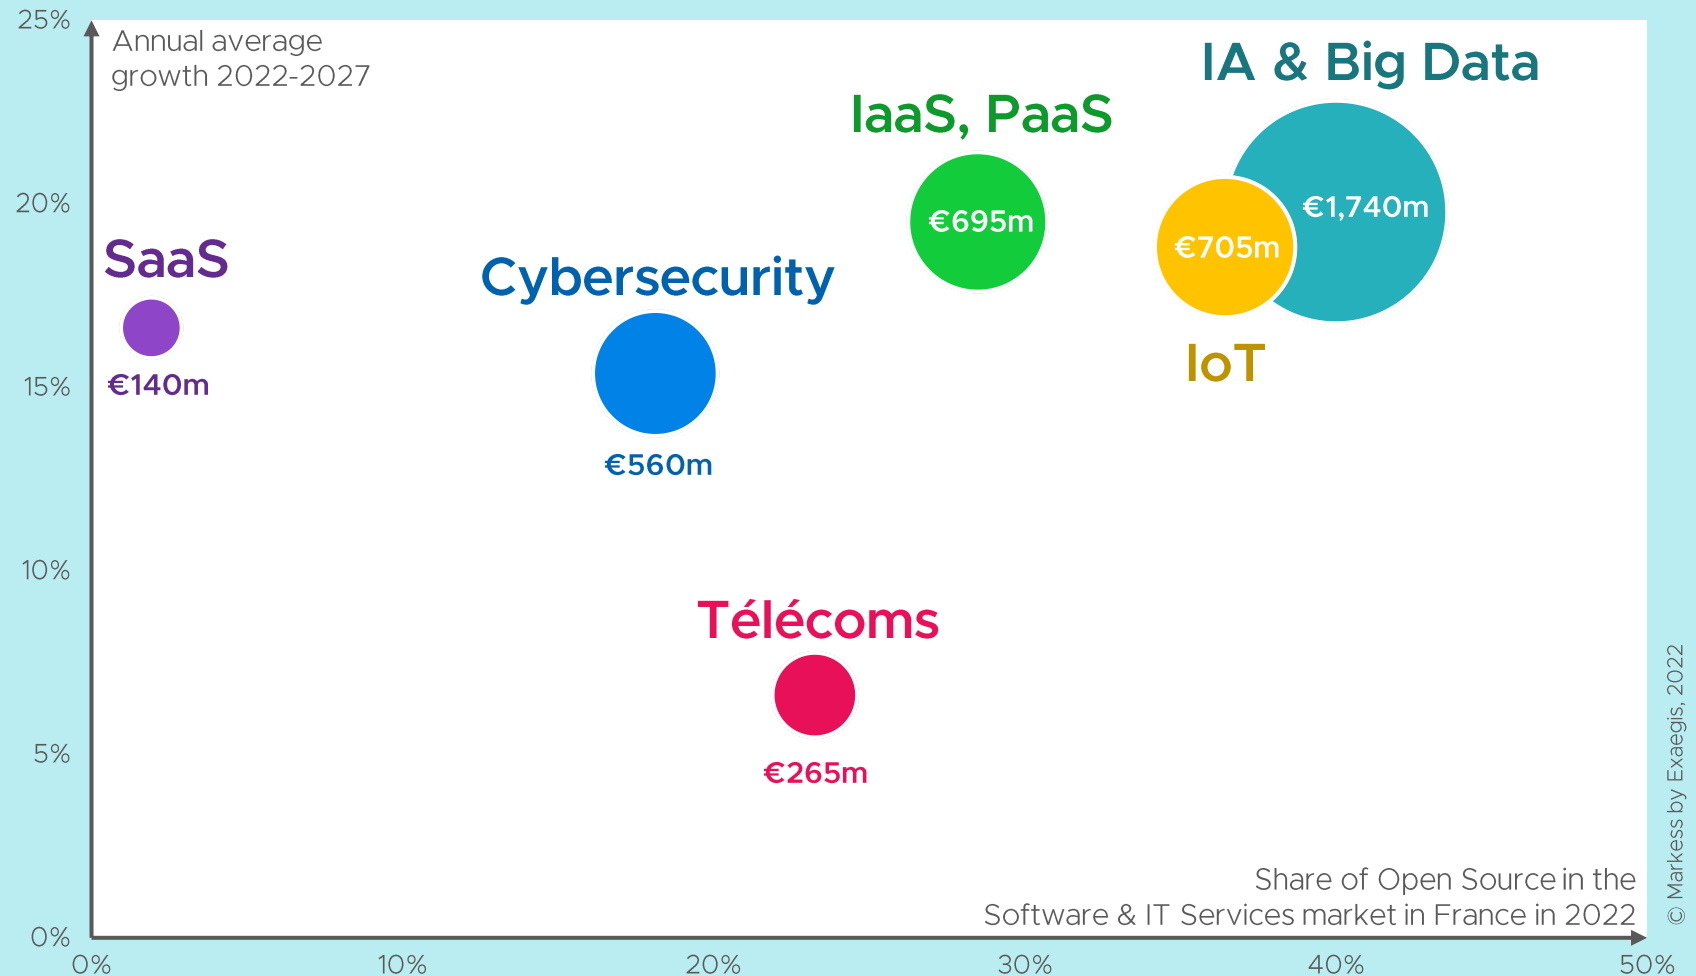 25%
Annual average
growth 2022-2027
IA & Big Data
IaaS, PaaS
20%
€1,740m
€695m
€705m
SaaS
Cybersecurity
IoT
15%
€140m
€560m
10%
Télécoms
5%
€265m
Share of Open Source in the
Software & IT Services market in France in 2022
0%
0%
10%
20%
30%
40%
50%
© Markess by Exaegis, 2022